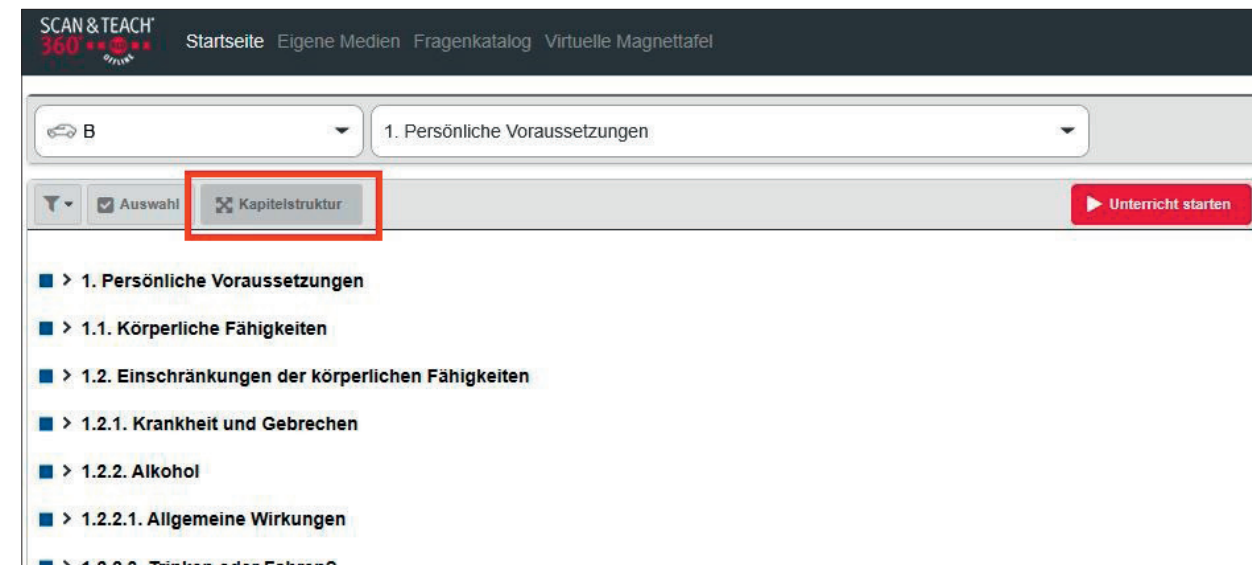 SCAN & TEACH
360°
OFFLINE
Startseite Eigene Medien Fragenkatalog Virtuelle Magnettafel
B
1. Persönliche Voraussetzungen
Auswahl
Kapitelstruktur
Unterricht starten
1. Persönliche Voraussetzungen
1.1. Körperliche Fähigkeiten
1.2. Einschränkungen der körperlichen Fähigkeiten
1.2.1. Krankheit und Gebrechen
1.2.2. Alkohol
1.2.2.1. Allgemeine Wirkungen